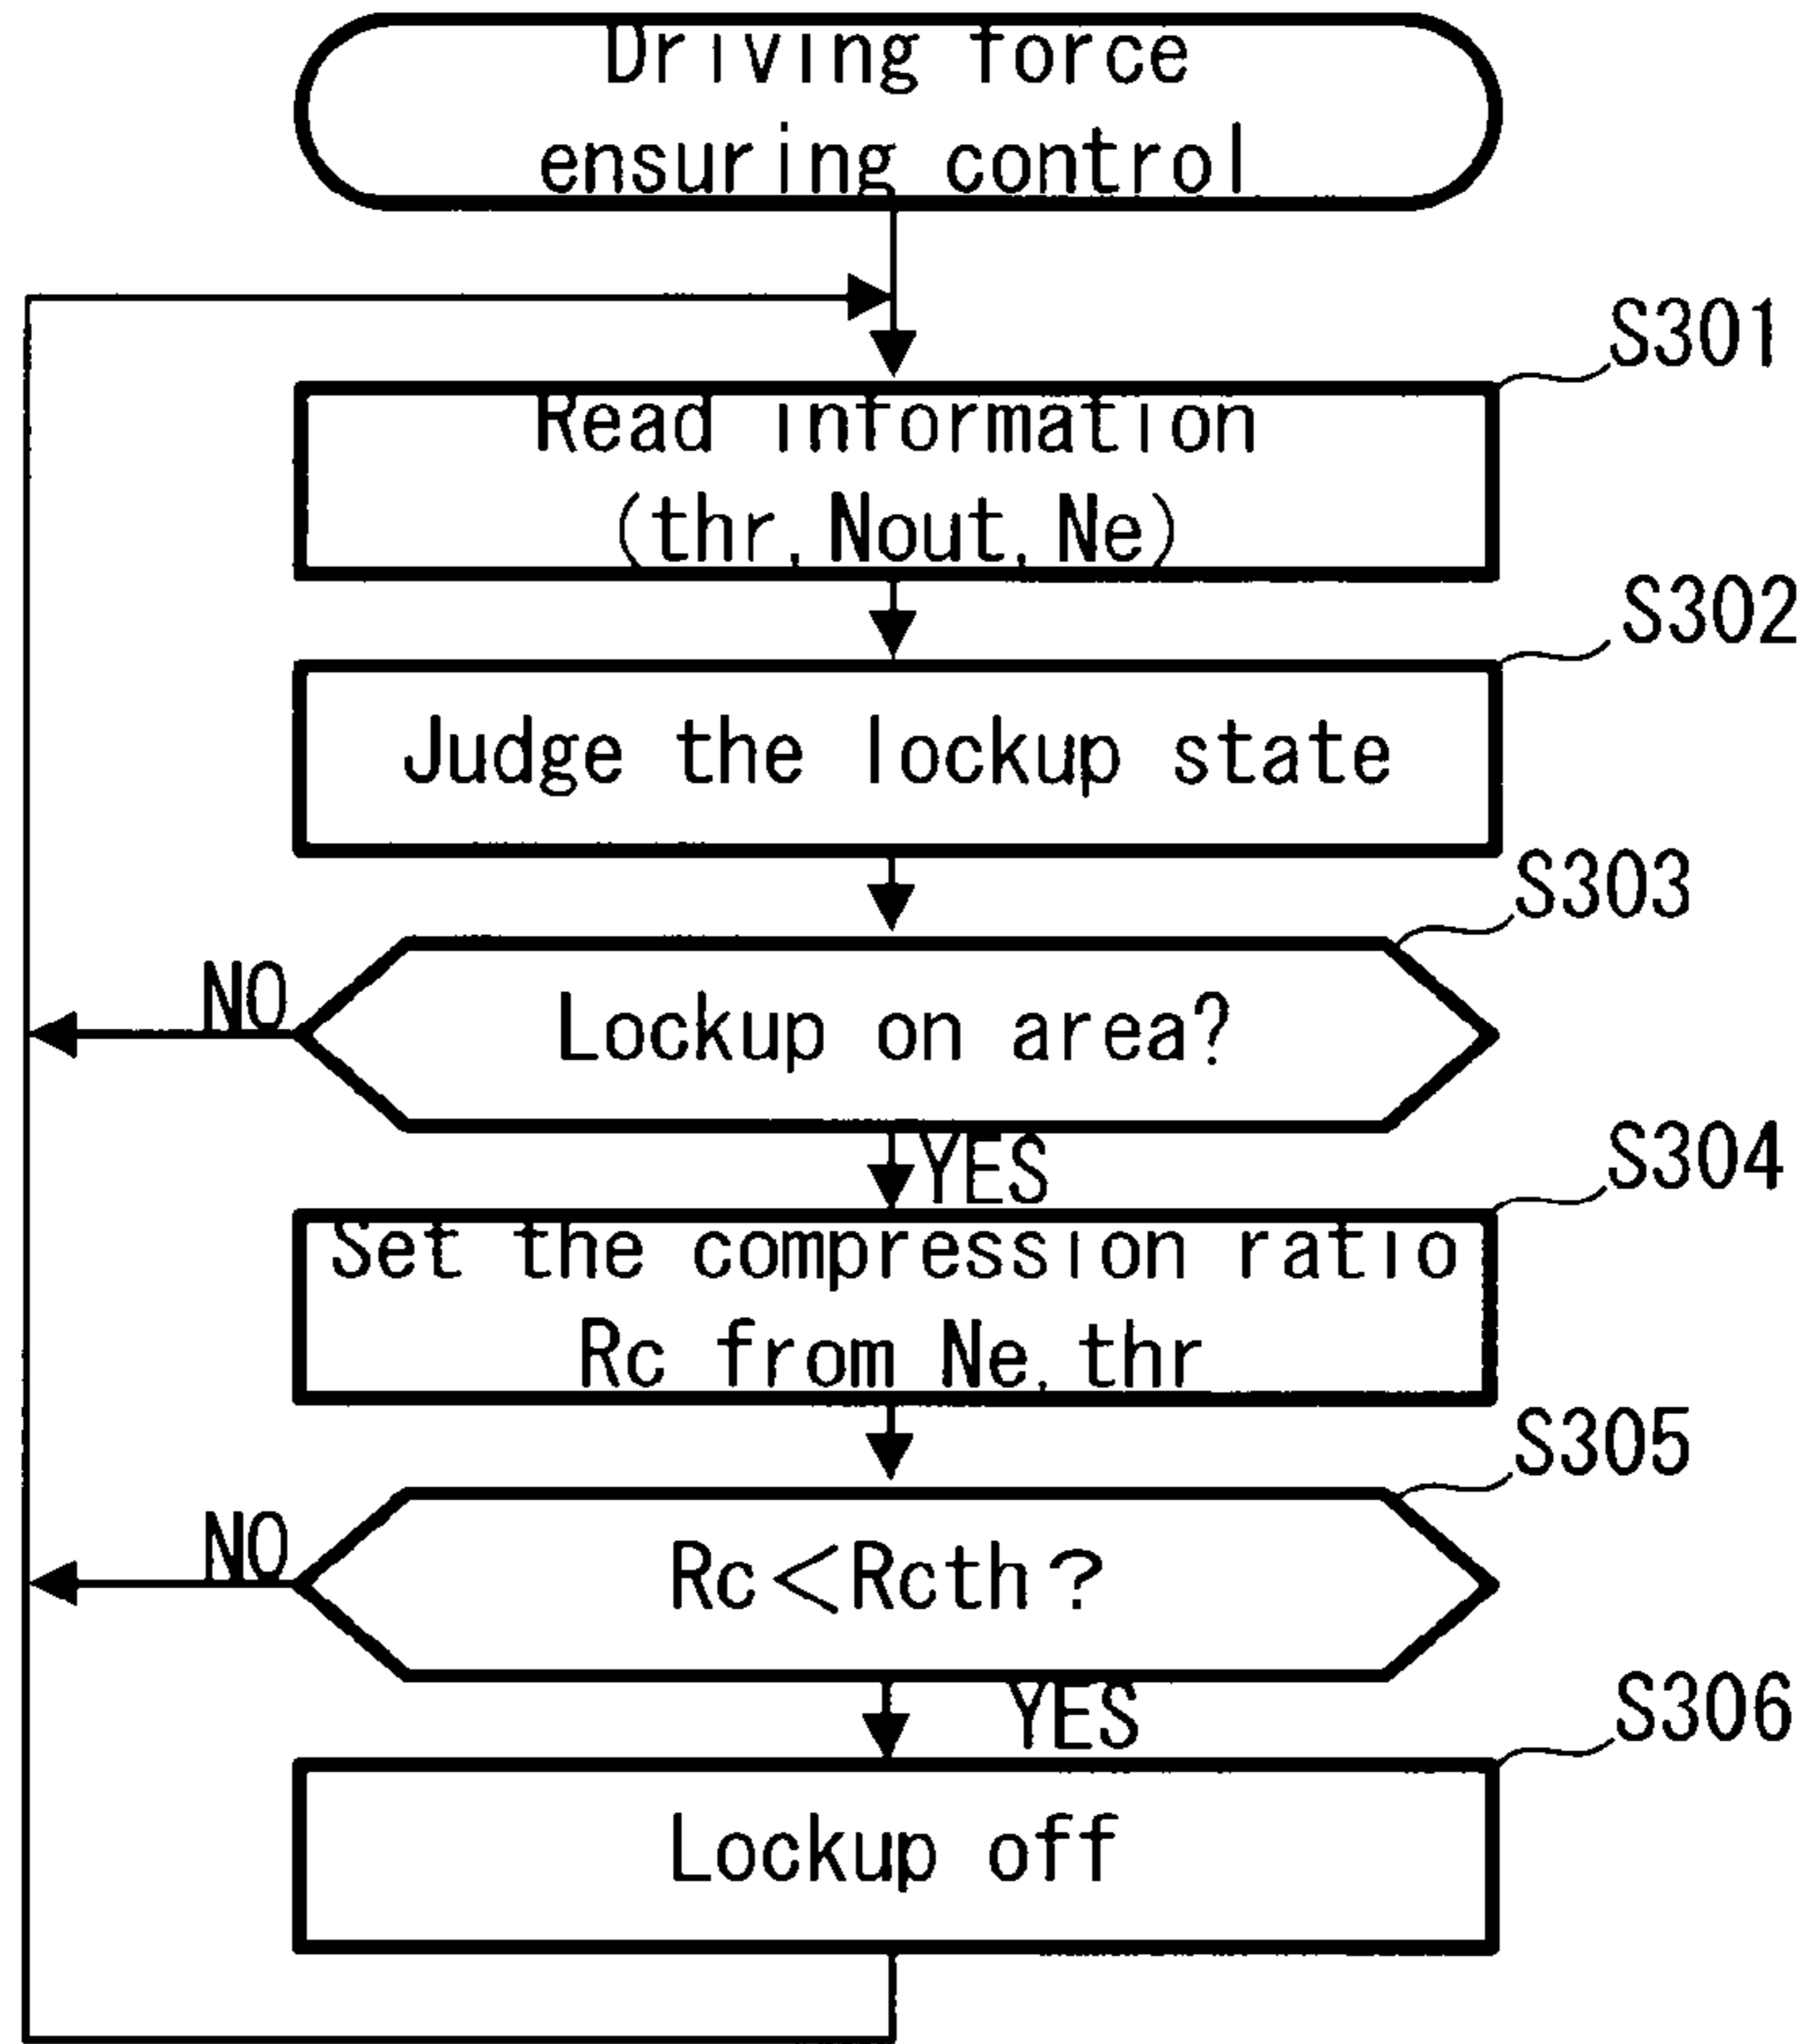 Driving force
ensuring control
S301
Read information
(thr, Nout, Ne)
S302
Judge the lockup state
S303
NO
Lockup on area?
YES
S304
Set the compression ratio
Rc from Ne, thr
S305
NO
Rc<Rcth?
YES
S306
Lockup off